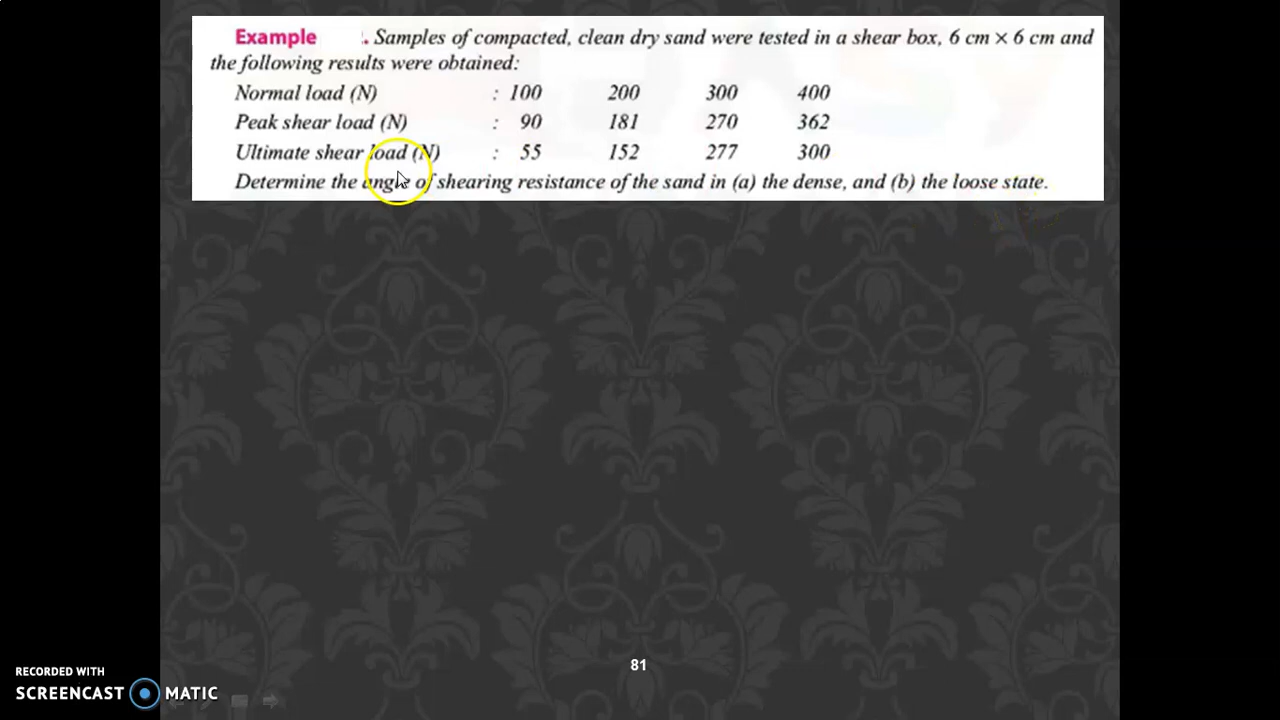 Example . Samples of compacted, clean dry sand were tested in a shear box, 6 cm × 6 cm and
the following results were obtained:
Normal load (N) : 100 200 300 400
Peak shear load (N) : 90 181 270 362
Ultimate shear load (N) : 55 152 277 300
Determine the angle of shearing resistance of the sand in (a) the dense, and (b) the loose state.
81
RECORDED WITH
SCREENCAST MATIC